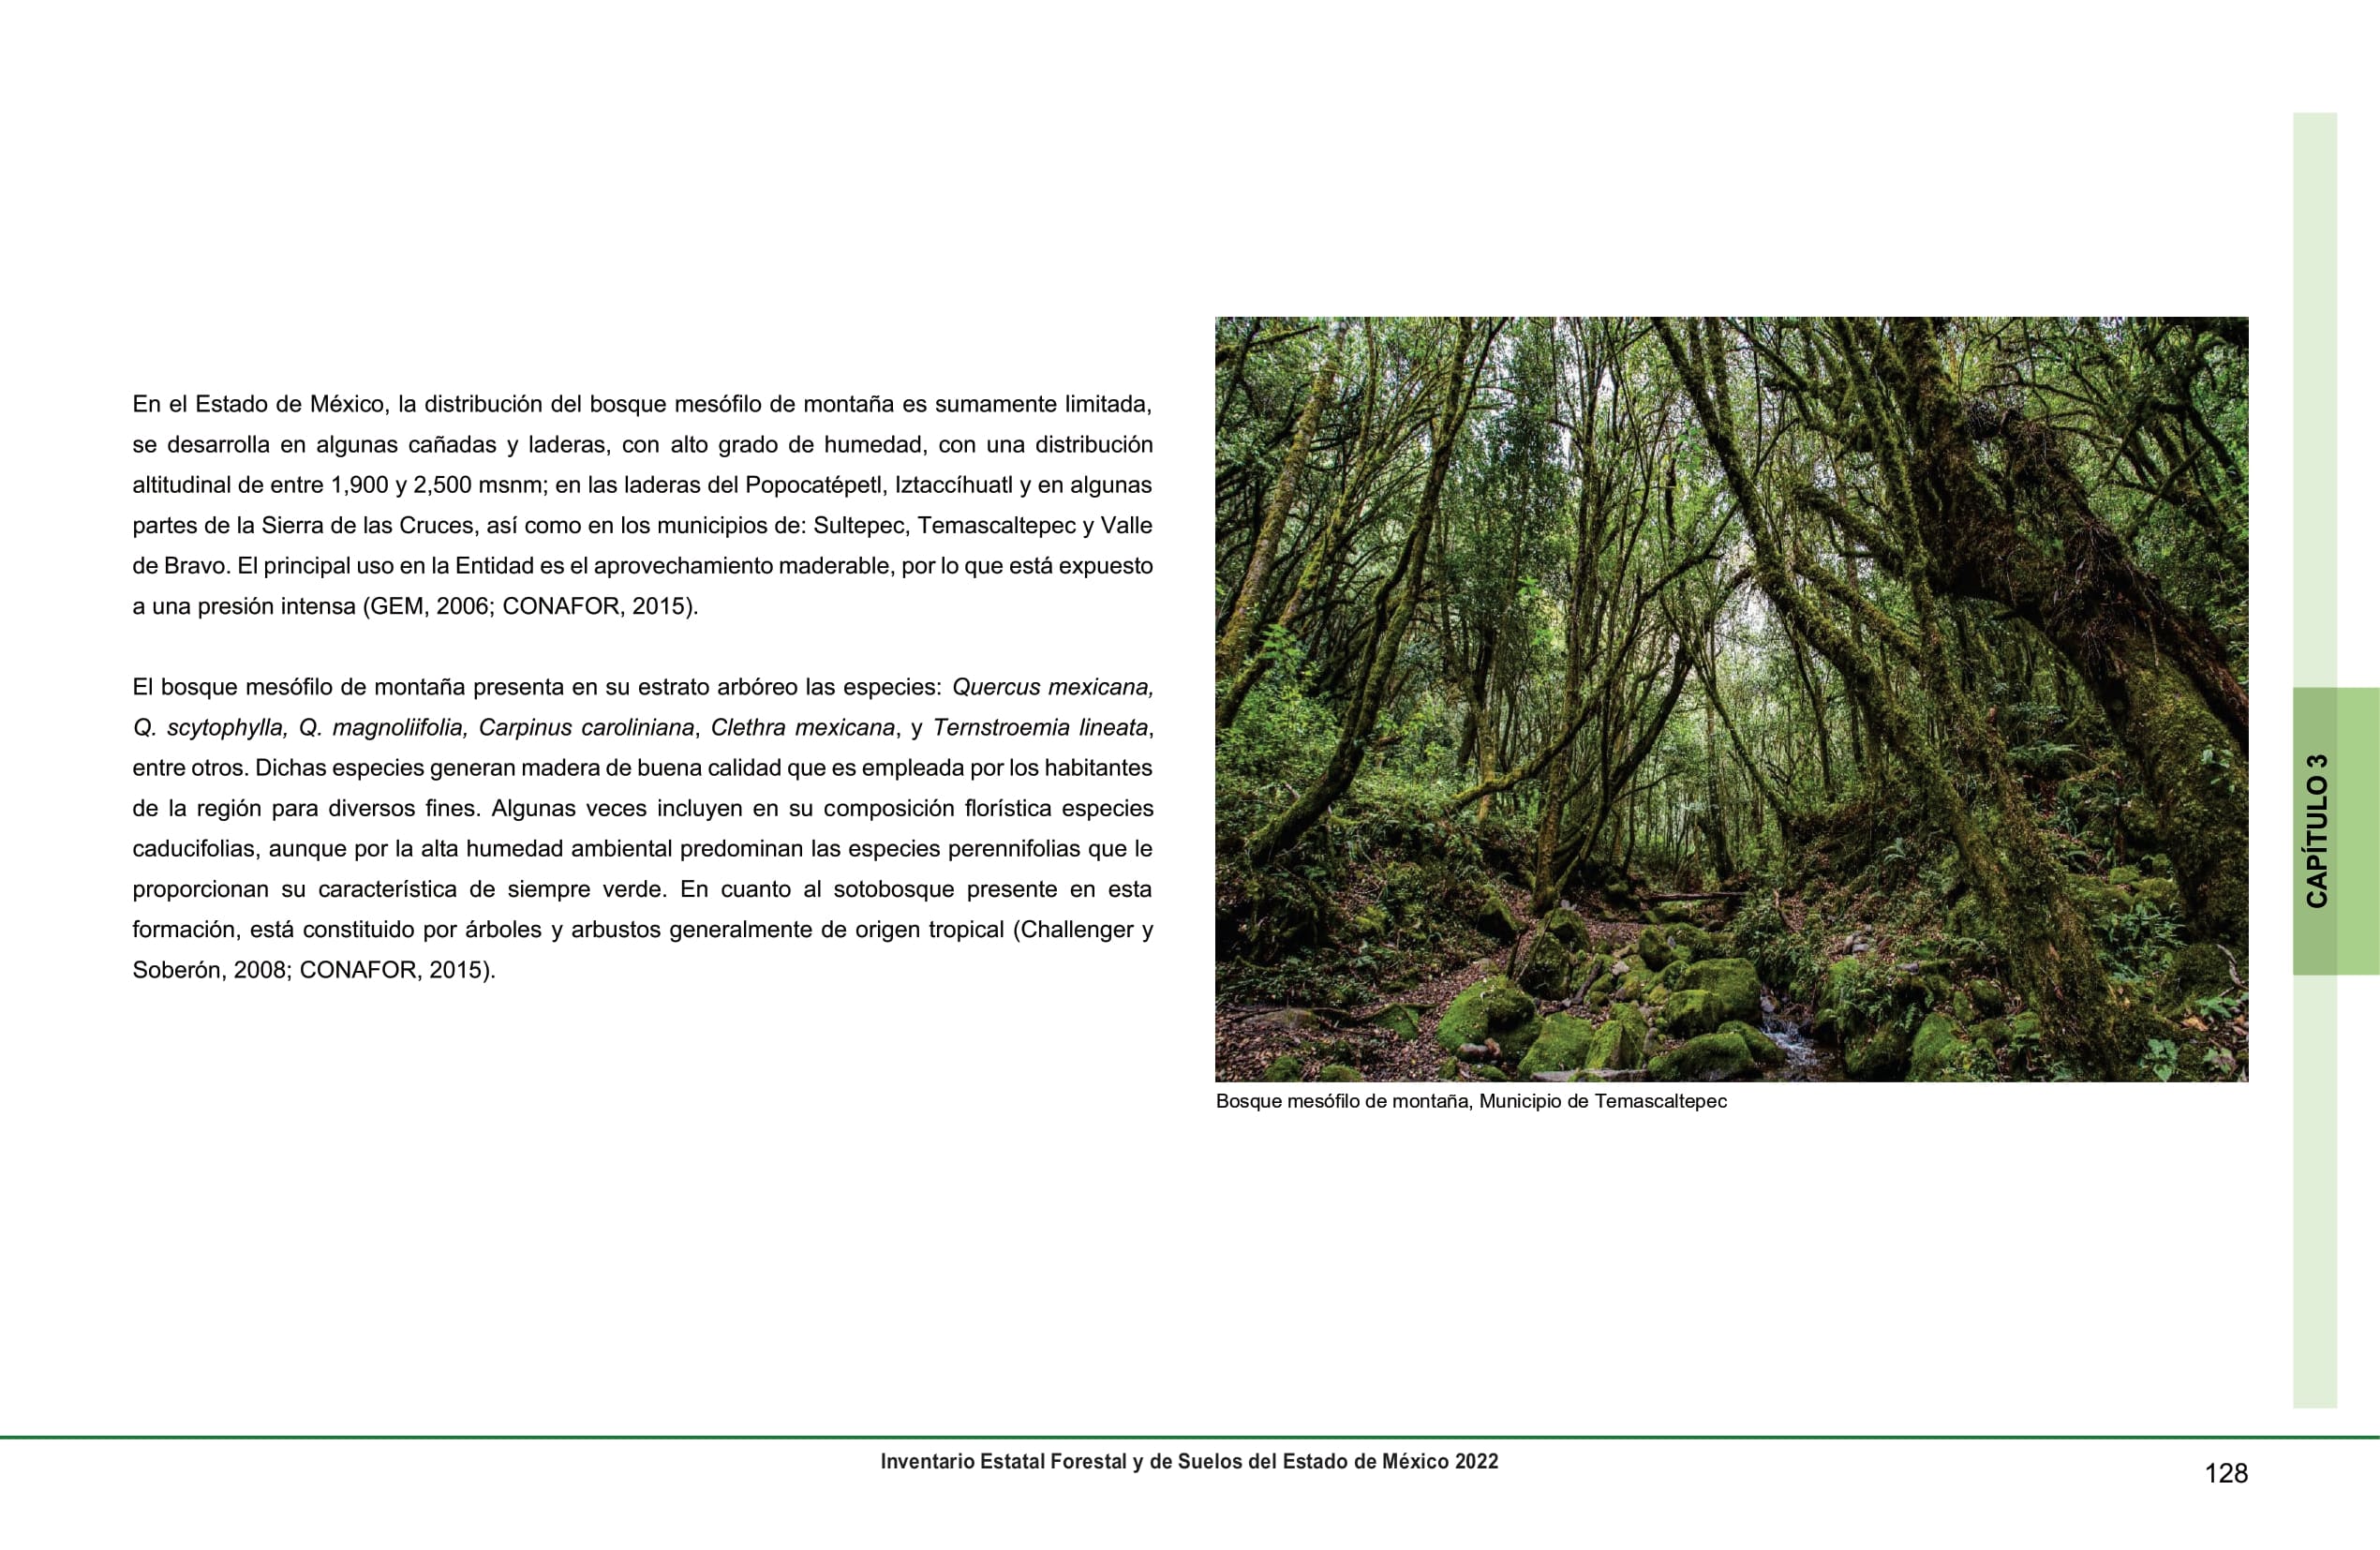 En el Estado de México, la distribución del bosque mesófilo de montaña es sumamente limitada,
se desarrolla en algunas cañadas y laderas, con alto grado de humedad, con una distribución
altitudinal de entre 1,900 y 2,500 msnm; en las laderas del Popocatépetl, Iztaccíhuatl y en algunas
partes de la Sierra de las Cruces, así como en los municipios de: Sultepec, Temascaltepec y Valle
de Bravo. El principal uso en la Entidad es el aprovechamiento maderable, por lo que está expuesto
a una presión intensa (GEM, 2006; CONAFOR, 2015).
El bosque mesófilo de montaña presenta en su estrato arbóreo las especies: Quercus mexicana,
Q. scytophylla, Q. magnoliifolia, Carpinus caroliniana, Clethra mexicana, y Ternstroemia lineata,
entre otros. Dichas especies generan madera de buena calidad que es empleada por los habitantes
de la región para diversos fines. Algunas veces incluyen en su composición florística especies
caducifolias, aunque por la alta humedad ambiental predominan las especies perennifolias que le
proporcionan su característica de siempre verde. En cuanto al sotobosque presente en esta
formación, está constituido por árboles y arbustos generalmente de origen tropical (Challenger y
Soberón, 2008; CONAFOR, 2015).
Bosque mesófilo de montaña, Municipio de Temascaltepec
CAPÍTULO 3
Inventario Estatal Forestal y de Suelos del Estado de México 2022
128